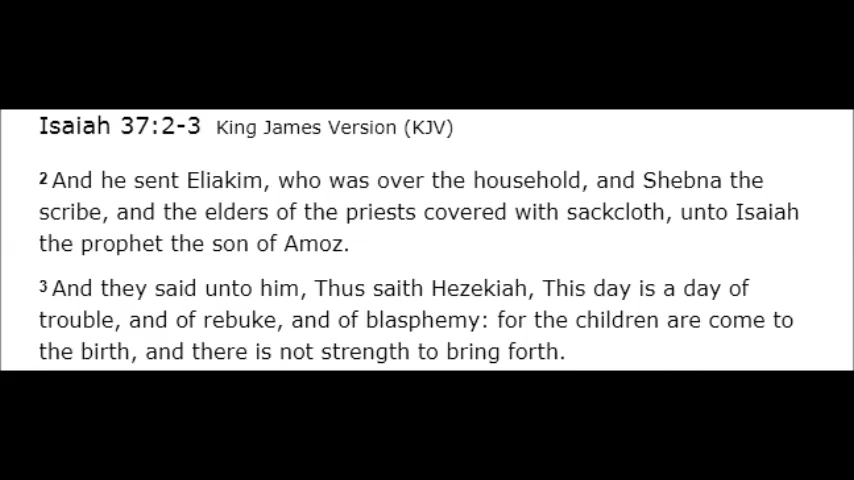 Isaiah 37:2-3 King James Version (KJV)
2 And he sent Eliakim, who was over the household, and Shebna the
scribe, and the elders of the priests covered with sackcloth, unto Isaiah
the prophet the son of Amoz.
3 And they said unto him, Thus saith Hezekiah, This day is a day of
trouble, and of rebuke, and of blasphemy: for the children are come to
the birth, and there is not strength to bring forth.